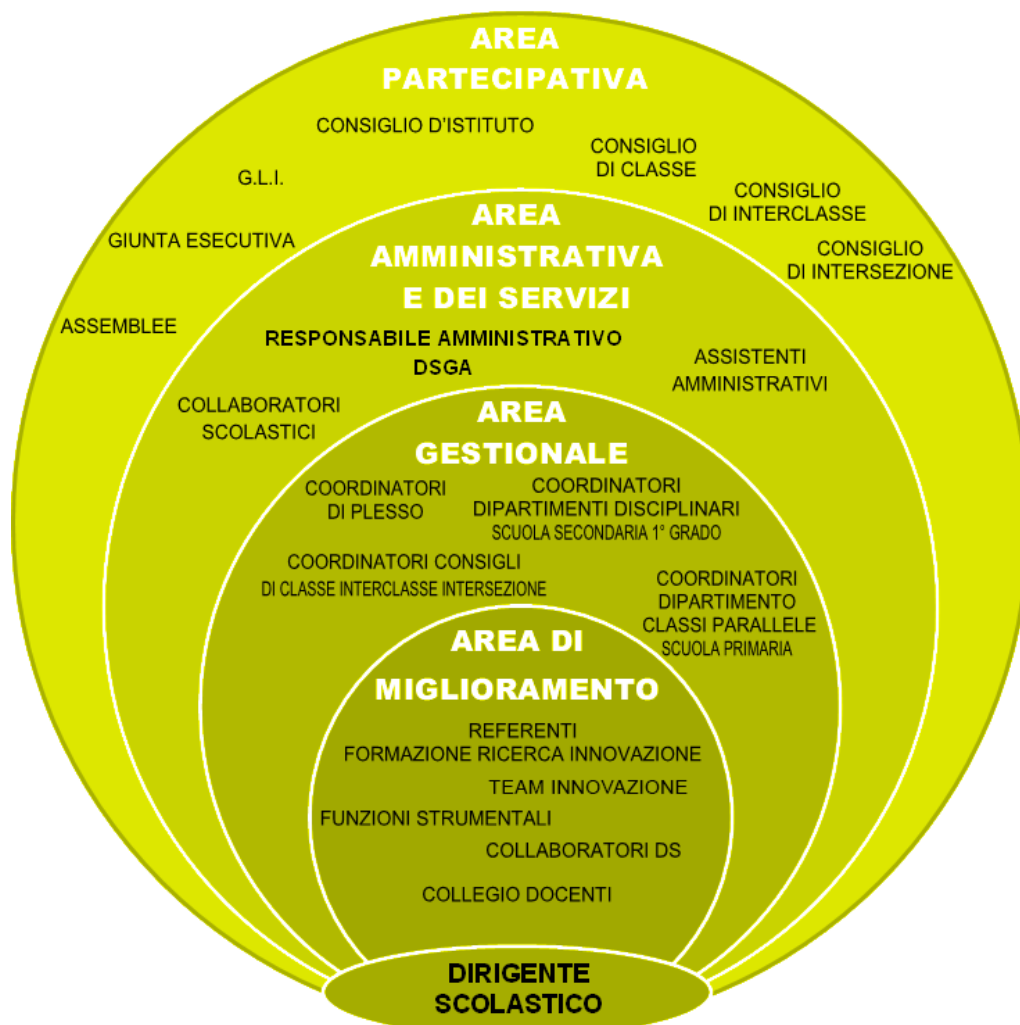 AREA
PARTECIPATIVA
CONSIGLIO D'ISTITUTO
CONSIGLIO
DI CLASSE
G.L.I.
CONSIGLIO
DI INTERCLASSE
GIUNTA ESECUTIVA
CONSIGLIO
DI INTERSEZIONE
ASSEMBLEE
AREA
AMMINISTRATIVA
E DEI SERVIZI
RESPONSABILE AMMINISTRATIVO
DSGA
ASSISTENTI
AMMINISTRATIVI
COLLABORATORI
SCOLASTICI
AREA
GESTIONALE
COORDINATORI
DI PLESSO
COORDINATORI
DIPARTIMENTI DISCIPLINARI
SCUOLA SECONDARIA 1° GRADO
COORDINATORI CONSIGLI
DI CLASSE INTERCLASSE INTERSEZIONE
COORDINATORI
DIPARTIMENTO
CLASSI PARALLELE
SCUOLA PRIMARIA
AREA DI
MIGLIORAMENTO
REFERENTI
FORMAZIONE RICERCA INNOVAZIONE
TEAM INNOVAZIONE
FUNZIONI STRUMENTALI
COLLABORATORI DS
COLLEGIO DOCENTI
DIRIGENTE
SCOLASTICO